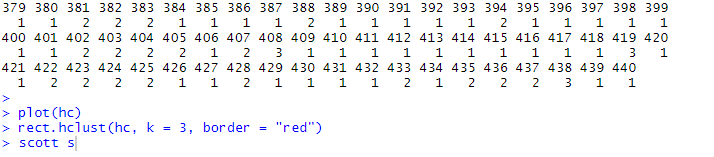 379 380 381 382 383 384 385 386 387 388 389 390 391 392 393 394 395 396 397 398 399
1 1 2 2 2 1 1 1 1 2 1 1 1 1 1 2 1 1 1 1 1
400 401 402 403 404 405 406 407 408 409 410 411 412 413 414 415 416 417 418 419 420
1 1 2 2 2 2 1 2 3 1 1 1 1 1 1 1 1 1 1 3 1
421 422 423 424 425 426 427 428 429 430 431 432 433 434 435 436 437 438 439 440
1 2 2 2 2 1 1 2 1 1 1 1 2 1 2 2 2 3 1 1
>
> plot(hc)
> rect.hclust(hc, k = 3, border = "red")
> scott s